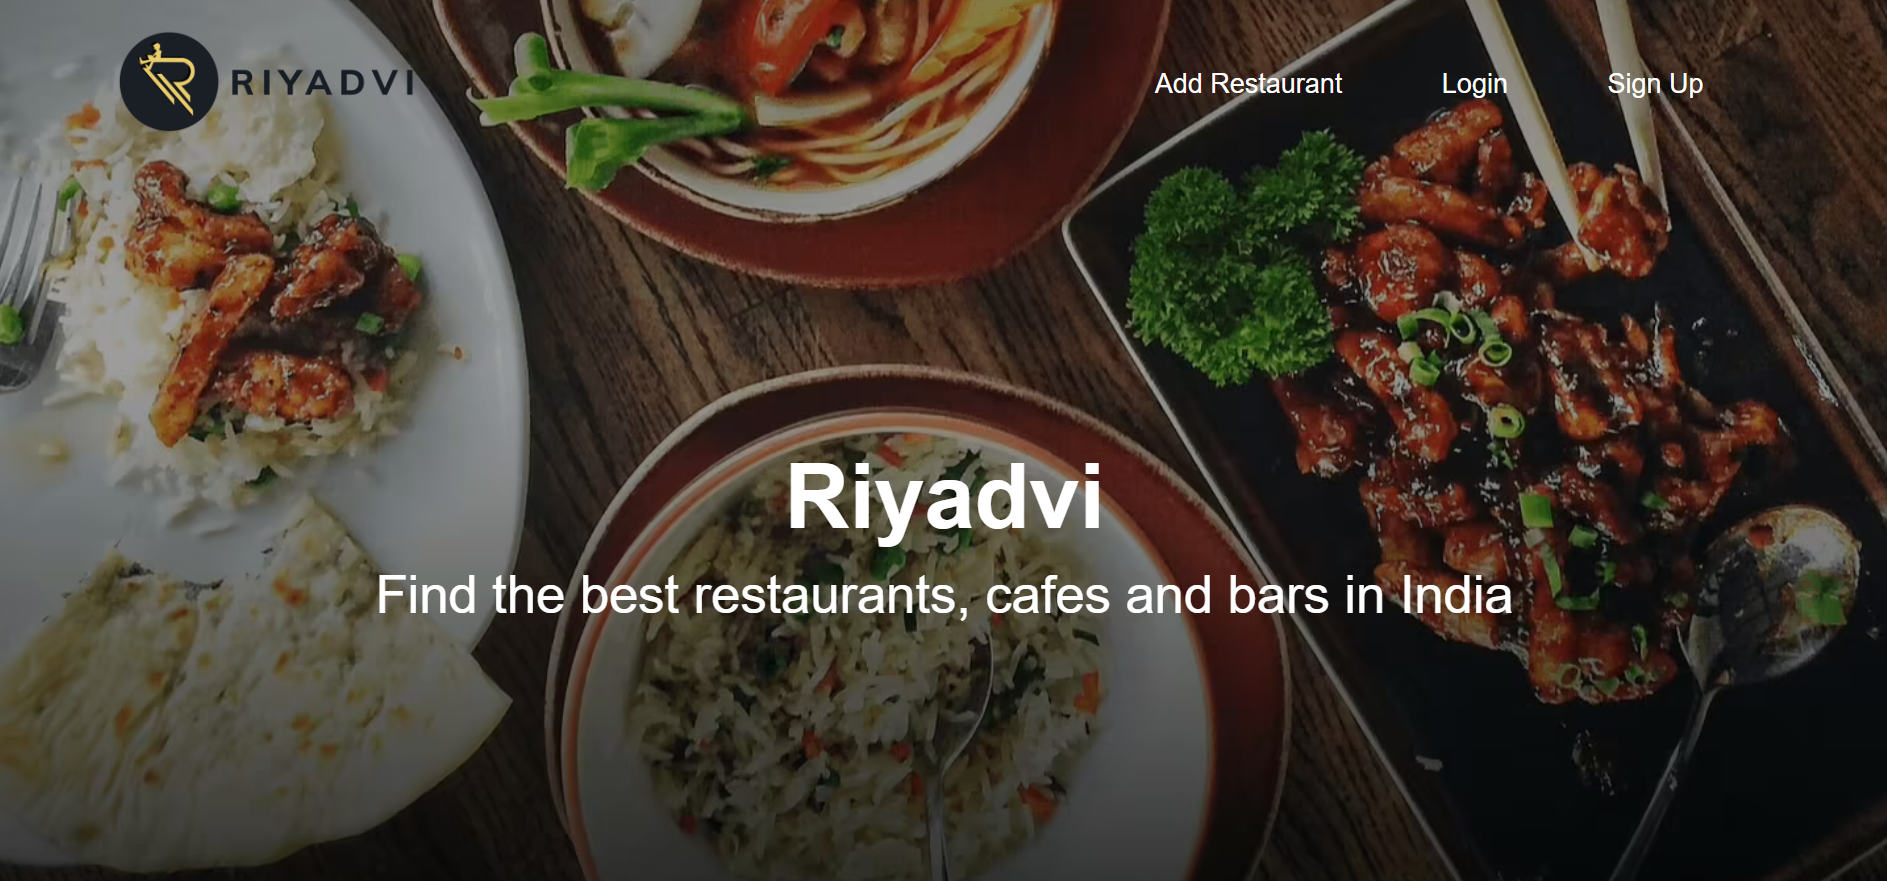 RIYADVI
Add Restaurant
Login
Sign Up
Riyadvi
Find the best restaurants, cafes and bars in India